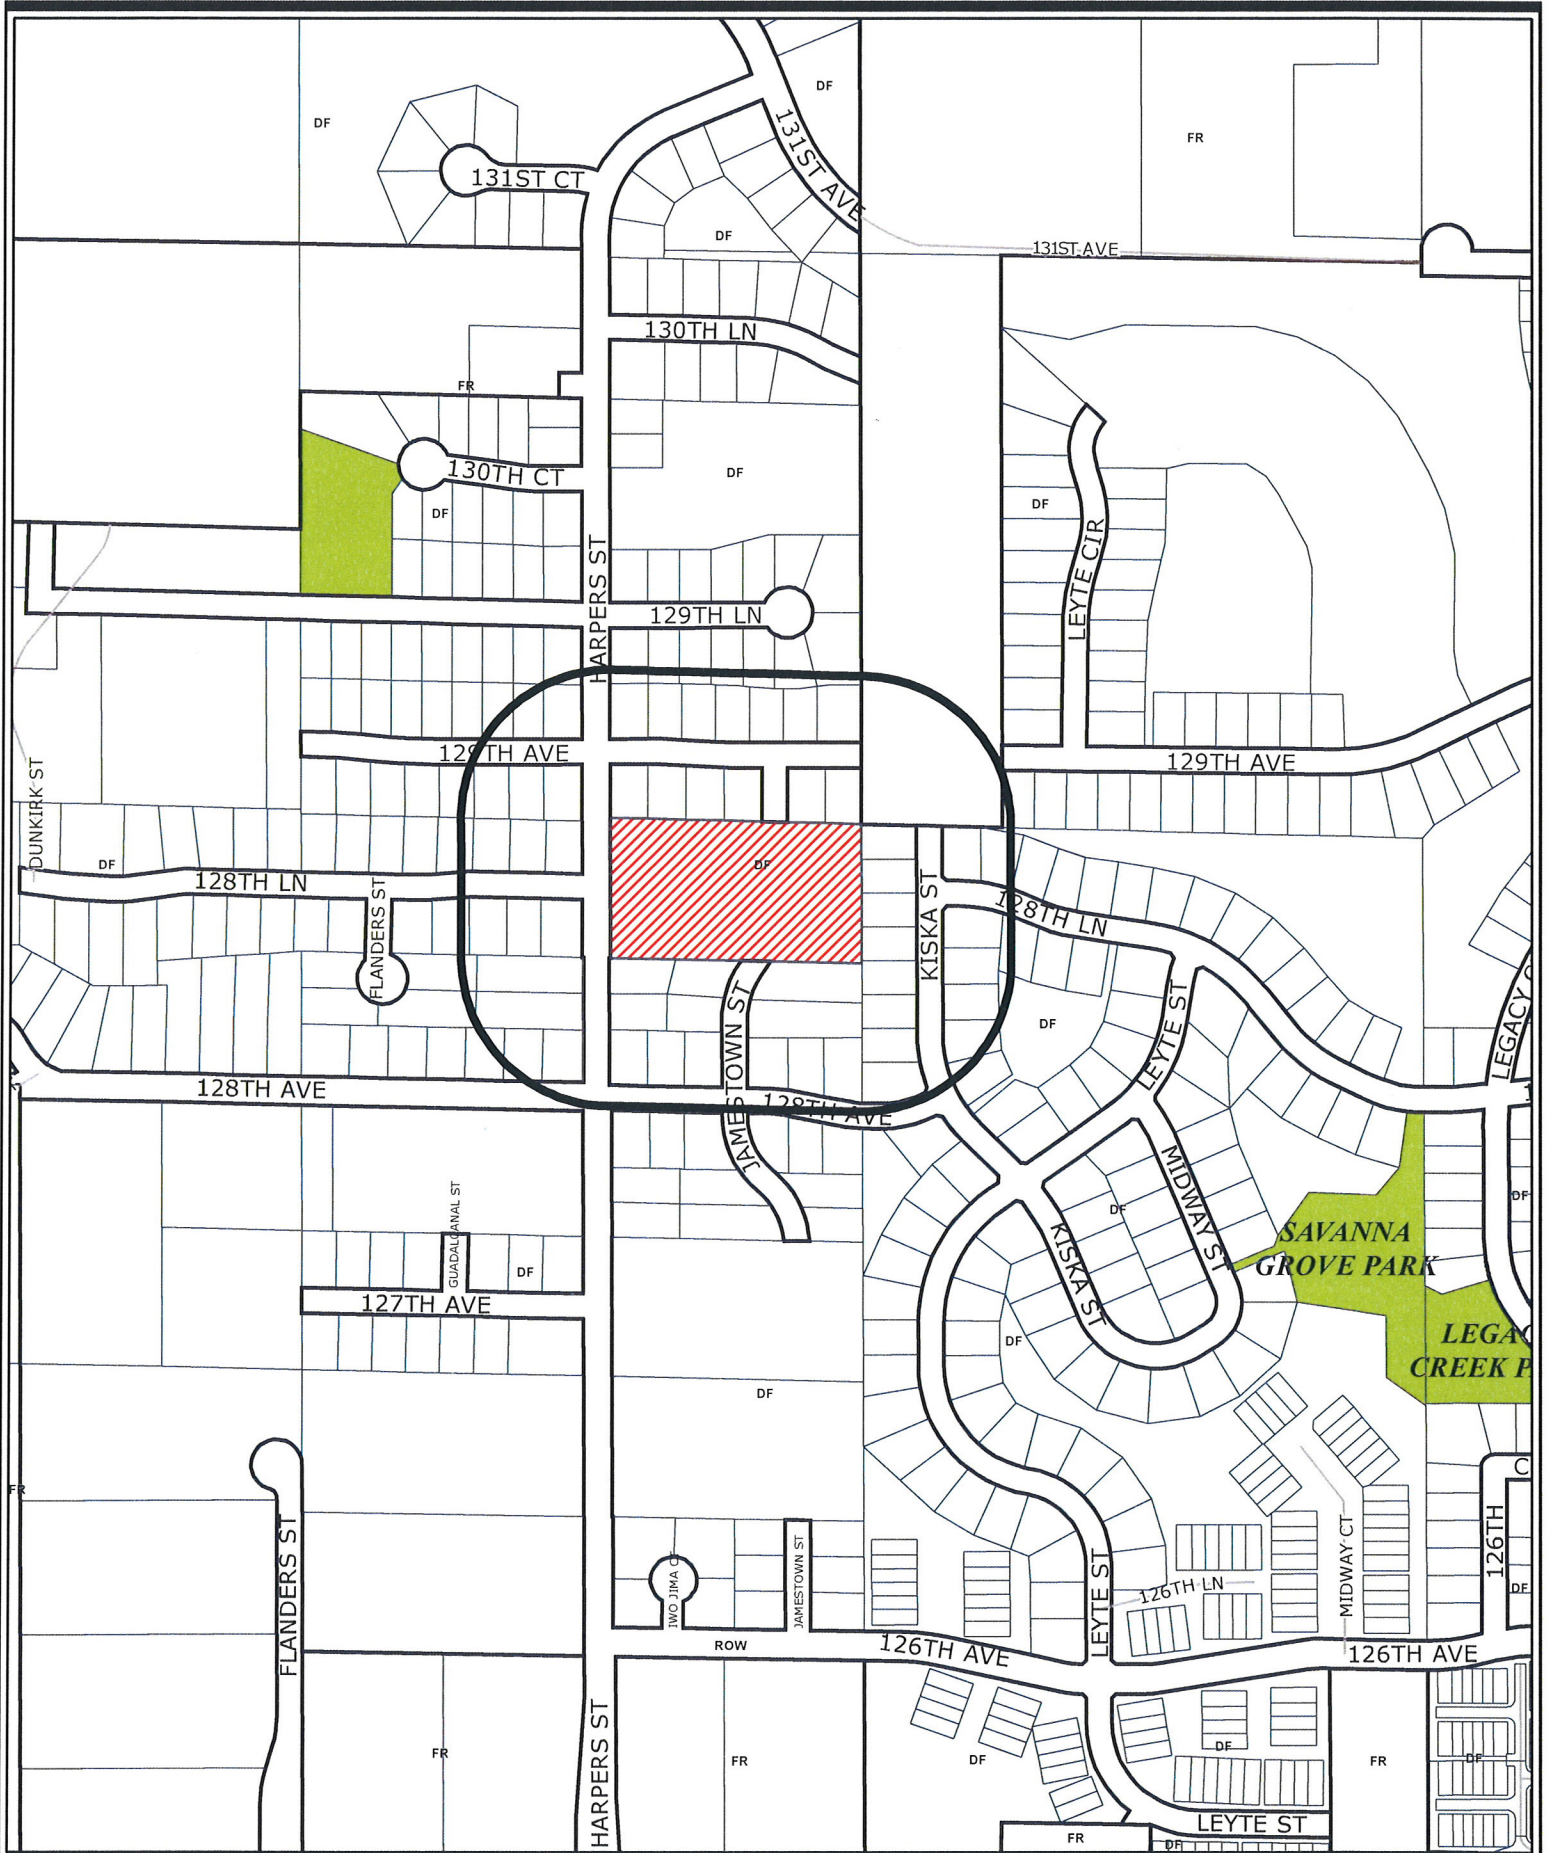 DF
DF
FR
131ST AVE
131ST CT
DF
131ST AVE
130TH LN
FR
130TH CT
DF
DF
DF
LEYTE CIR
HARPERS ST
129TH LN
129TH AVE
129TH AVE
DUNKIRK ST
DF
DF
128TH LN
FLANDERS ST
KISKA ST
128TH LN
JAMESTOWN ST
LEYTE ST
DF
LEGACY
128TH AVE
128TH AVE
MIDWAY ST
GUADALCANAL ST
DF
DF
DF
KISKA ST
SAVANNA
GROVE PARK
127TH AVE
DF
LEGAC
CREEK P
DF
FR
C
FLANDERS ST
IWO JIMA C
JAMESTOWN ST
LEYTE ST
126TH LN
MIDWAY CT
126TH
DF
ROW
126TH AVE
126TH AVE
HARPERS ST
FR
FR
DF
DF
FR
DF
LEYTE ST
FR
DF